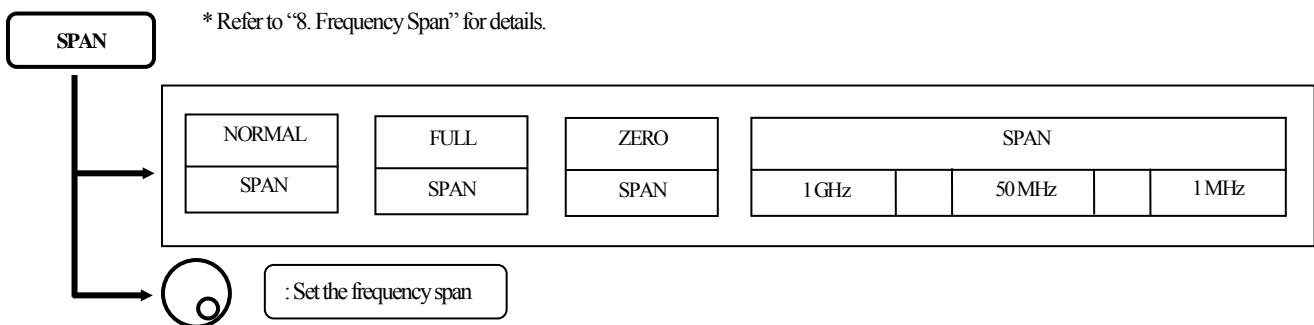 * Refer to “8. Frequency Span” for details.
SPAN
NORMAL FULL ZERO SPAN
SPAN SPAN SPAN 1 GHz 50 MHz 1 MHz
: Set the frequency span